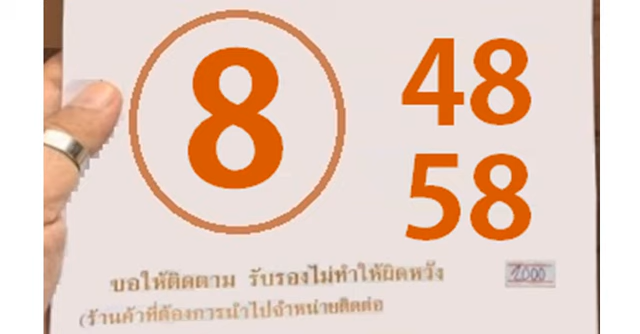 8
48
58
ขอให้ติดตาม รับรองไม่ทำให้ผิดหวัง
1000
(ร้านค้าที่ต้องการนำไปจำหน่ายติดต่อ